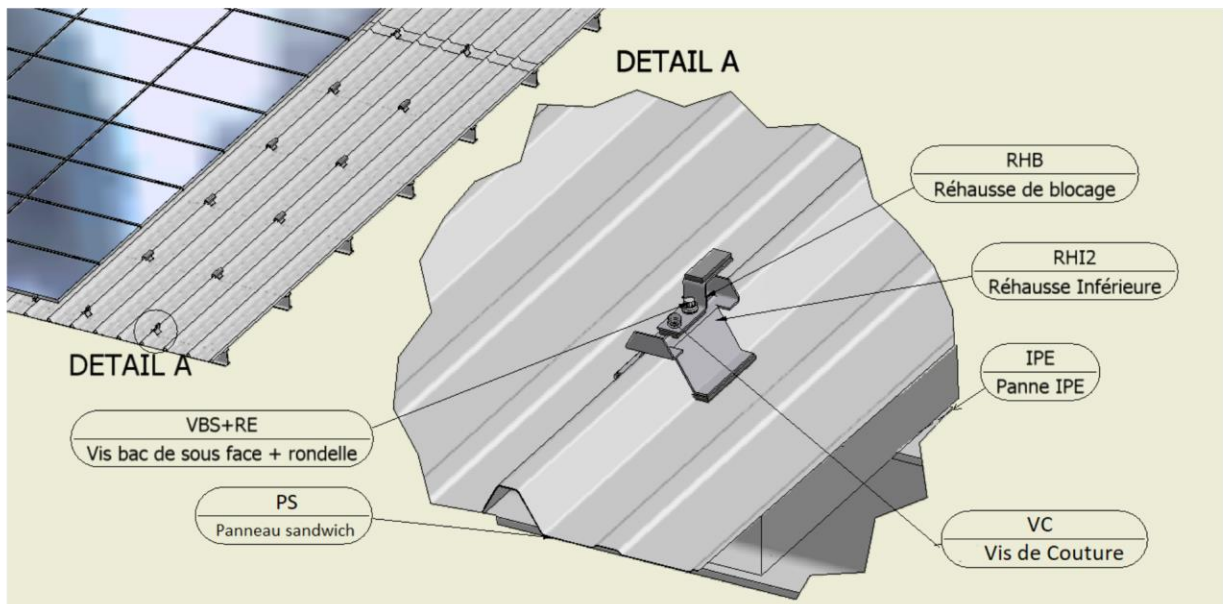 DETAIL A
RHB
Réhausse de blocage
RHI2
Réhausse Inférieure
IPE
Panne IPE
DETAIL A
VBS+RE
Vis bac de sous face + rondelle
PS
Panneau sandwich
VC
Vis de Couture